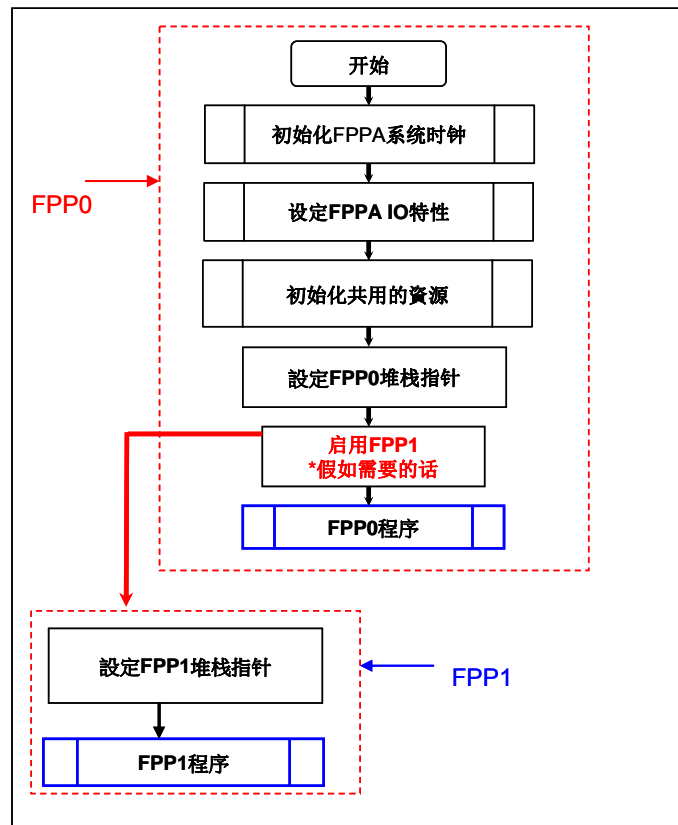 开始
初始化FPPA系统时钟
FPP0
设定FPPA IO特性
初始化共用的資源
設定FPP0堆栈指针
启用FPP1
*假如需要的话
FPP0程序
設定FPP1堆栈指针
FPP1
FPP1程序